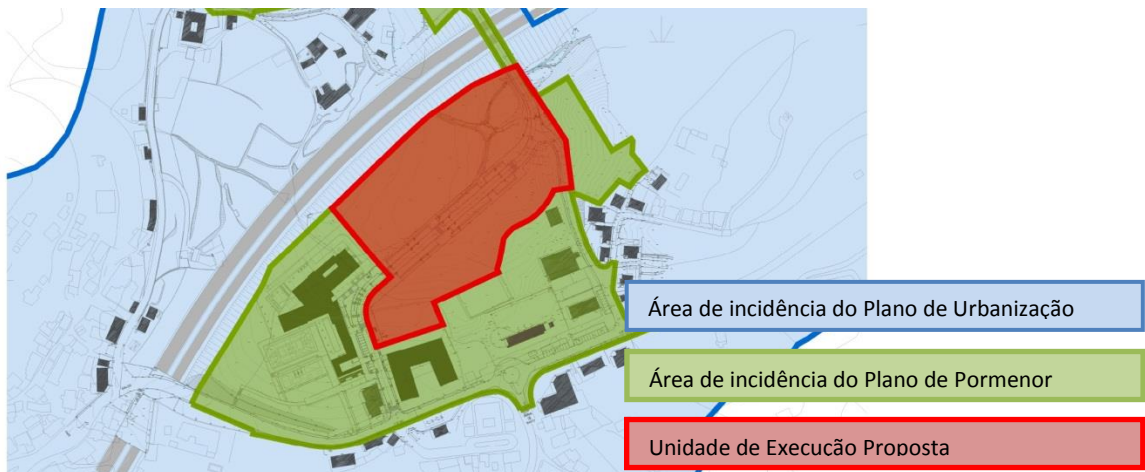 Área de incidência do Plano de Urbanização
Área de incidência do Plano de Pormenor
Unidade de Execução Proposta